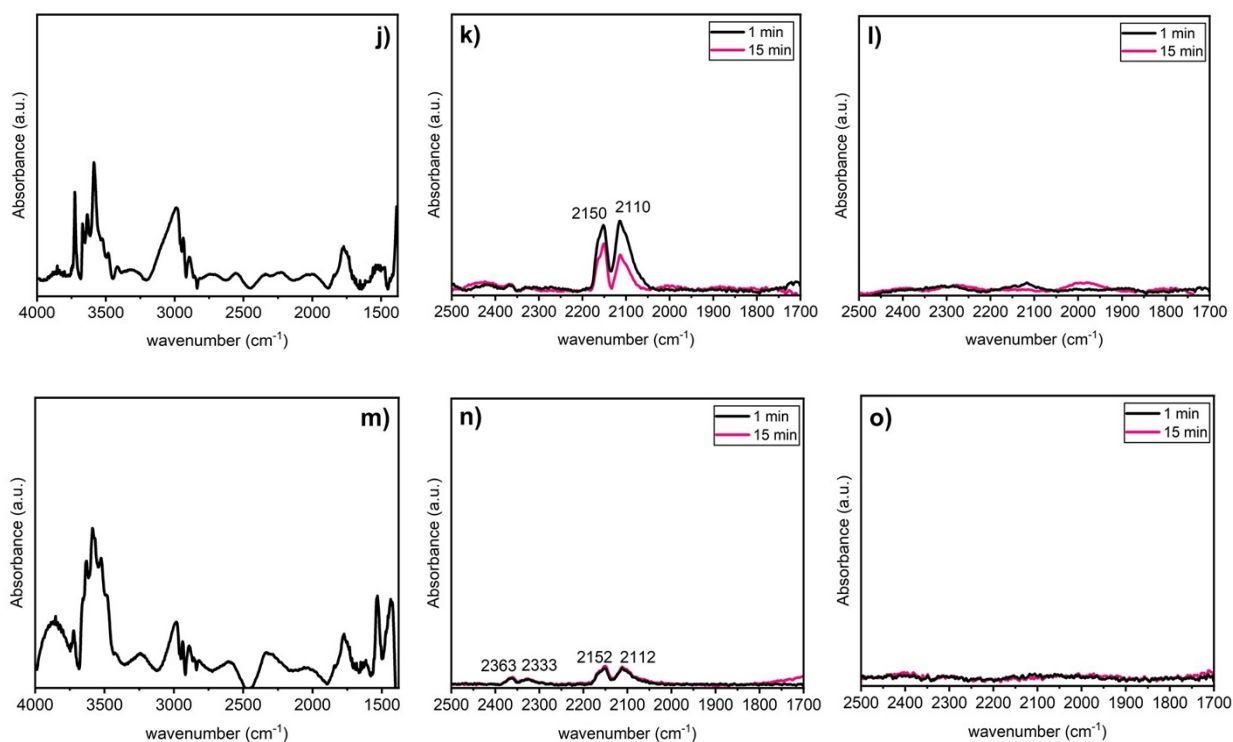 j)
Absorbance (a.u.)
4000 3500 3000 2500 2000 1500
wavenumber (cm⁻¹)
k)
1 min
15 min
2150 2110
Absorbance (a.u.)
2500 2400 2300 2200 2100 2000 1900 1800 1700
wavenumber (cm⁻¹)
l)
1 min
15 min
Absorbance (a.u.)
2500 2400 2300 2200 2100 2000 1900 1800 1700
wavenumber (cm⁻¹)
m)
Absorbance (a.u.)
4000 3500 3000 2500 2000 1500
wavenumber (cm⁻¹)
n)
1 min
15 min
2363 2333 2152 2112
Absorbance (a.u.)
2500 2400 2300 2200 2100 2000 1900 1800 1700
wavenumber (cm⁻¹)
o)
1 min
15 min
Absorbance (a.u.)
2500 2400 2300 2200 2100 2000 1900 1800 1700
wavenumber (cm⁻¹)